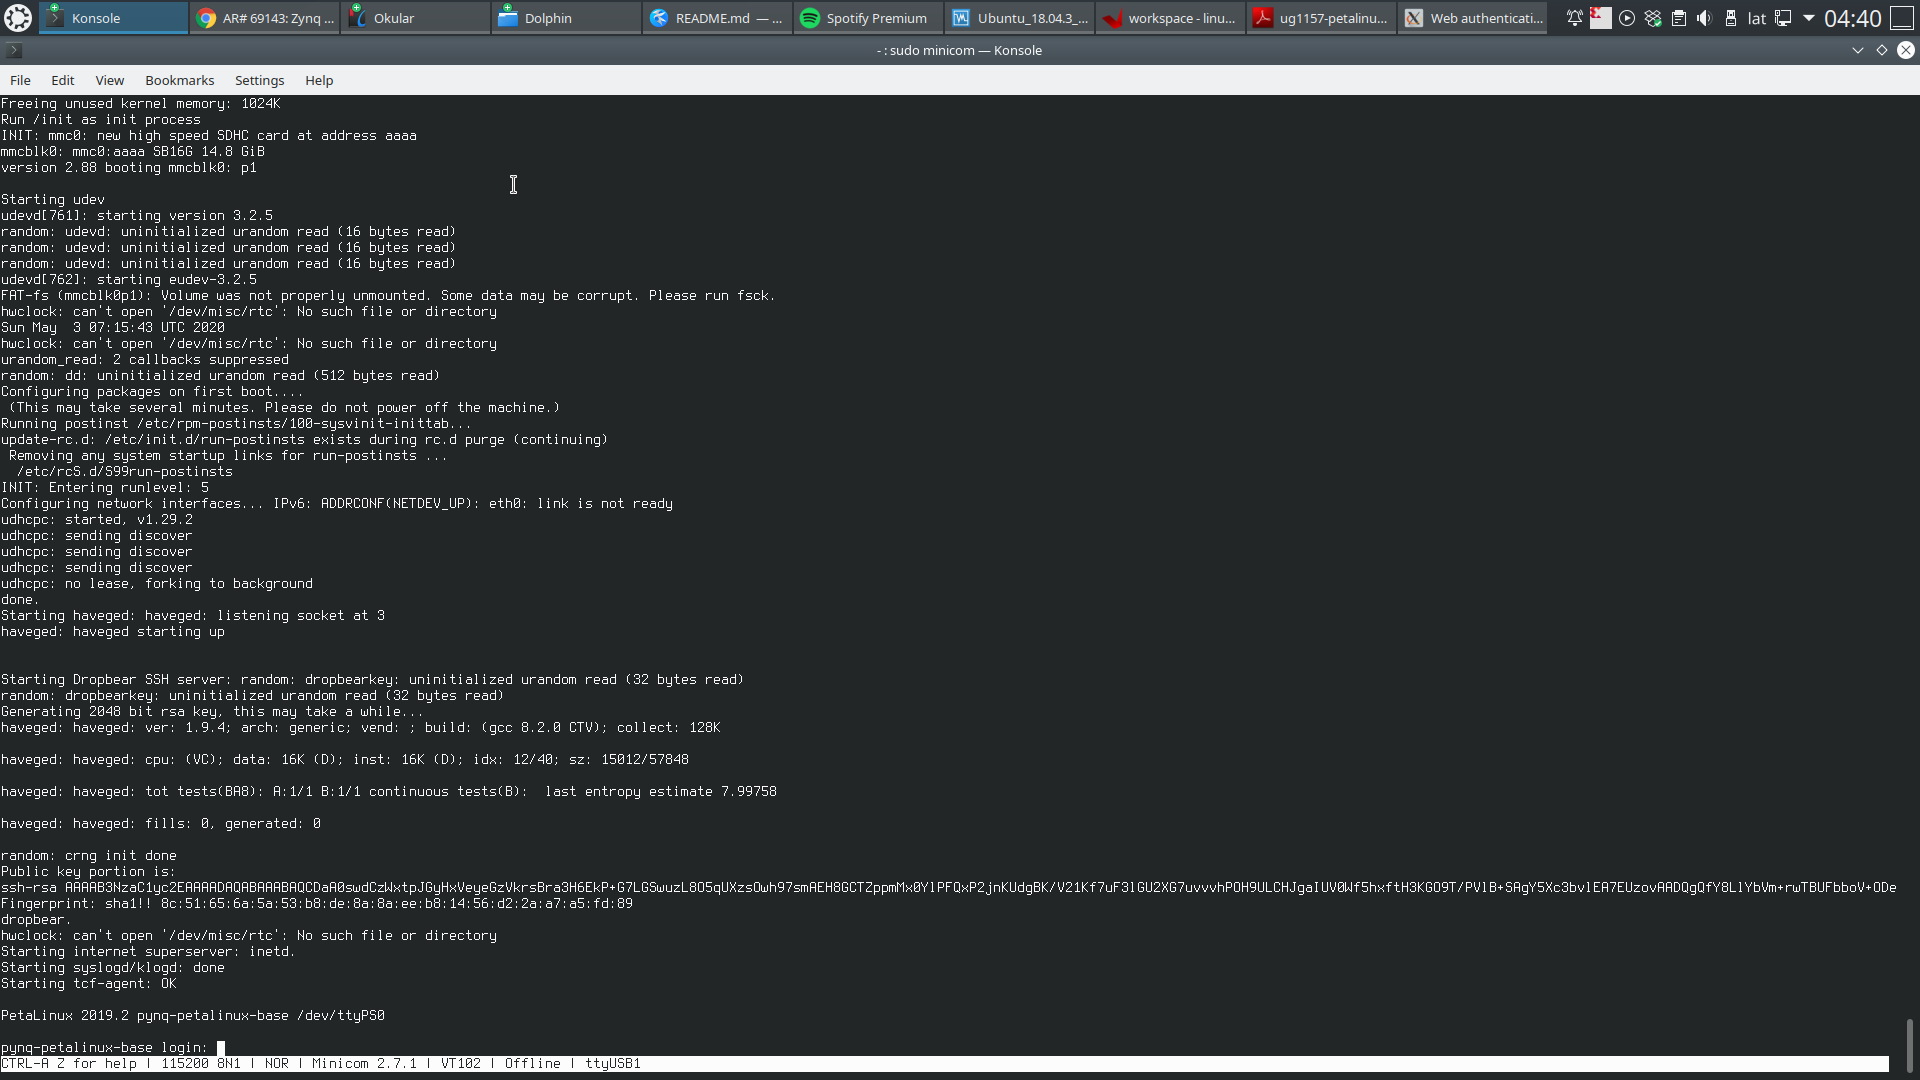 Konsole
AR# 69143: Zynq ...
Okular
Dolphin
README.md — ...
Spotify Premium
Ubuntu_18.04.3_...
workspace - linu...
ug1157-petalinu...
Web authenticati...
lat
04:40
- : sudo minicom — Konsole
File Edit View Bookmarks Settings Help
Freeing unused kernel memory: 1024K
Run /init as init process
INIT: mmc0: new high speed SDHC card at address aaaa
mmcblk0: mmc0:aaaa SB16G 14.8 GiB
version 2.88 booting mmcblk0: p1
Starting udev
udevd[761]: starting version 3.2.5
random: udevd: uninitialized urandom read (16 bytes read)
random: udevd: uninitialized urandom read (16 bytes read)
random: udevd: uninitialized urandom read (16 bytes read)
udevd[762]: starting eudev-3.2.5
FAT-fs (mmcblk0p1): Volume was not properly unmounted. Some data may be corrupt. Please run fsck.
hwclock: can't open '/dev/misc/rtc': No such file or directory
Sun May  3 07:15:43 UTC 2020
hwclock: can't open '/dev/misc/rtc': No such file or directory
urandom_read: 2 callbacks suppressed
random: dd: uninitialized urandom read (512 bytes read)
Configuring packages on first boot....
 (This may take several minutes. Please do not power off the machine.)
Running postinst /etc/rpm-postinsts/100-sysvinit-inittab...
update-rc.d: /etc/init.d/run-postinsts exists during rc.d purge (continuing)
 Removing any system startup links for run-postinsts ...
  /etc/rcS.d/S99run-postinsts
INIT: Entering runlevel: 5
Configuring network interfaces... IPv6: ADDRCONF(NETDEV_UP): eth0: link is not ready
udhcpc: started, v1.29.2
udhcpc: sending discover
udhcpc: sending discover
udhcpc: sending discover
udhcpc: no lease, forking to background
done.
Starting haveged: haveged: listening socket at 3
haveged: haveged starting up
Starting Dropbear SSH server: random: dropbearkey: uninitialized urandom read (32 bytes read)
random: dropbearkey: uninitialized urandom read (32 bytes read)
Generating 2048 bit rsa key, this may take a while...
haveged: haveged: ver: 1.9.4; arch: generic; vend: ; build: (gcc 8.2.0 CTV); collect: 128K
haveged: haveged: cpu: (VC); data: 16K (D); inst: 16K (D); idx: 12/40; sz: 15012/57848
haveged: haveged: tot tests(BA8): A:1/1 B:1/1 continuous tests(B):  last entropy estimate 7.99758
haveged: haveged: fills: 0, generated: 0
random: crng init done
Public key portion is:
ssh-rsa
Fingerprint: sha1!! 8c:51:65:6a:5a:53:b8:de:8a:8a:ee:b8:14:56:d2:2a:a7:a5:fd:89
dropbear.
hwclock: can't open '/dev/misc/rtc': No such file or directory
Starting internet superserver: inetd.
Starting syslogd/klogd: done
Starting tcf-agent: OK
PetaLinux 2019.2 pynq-petalinux-base /dev/ttyPS0
pynq-petalinux-base login:
CTRL-A Z for help | 115200 8N1 | NOR | Minicom 2.7.1 | VT102 | Offline | ttyUSB1